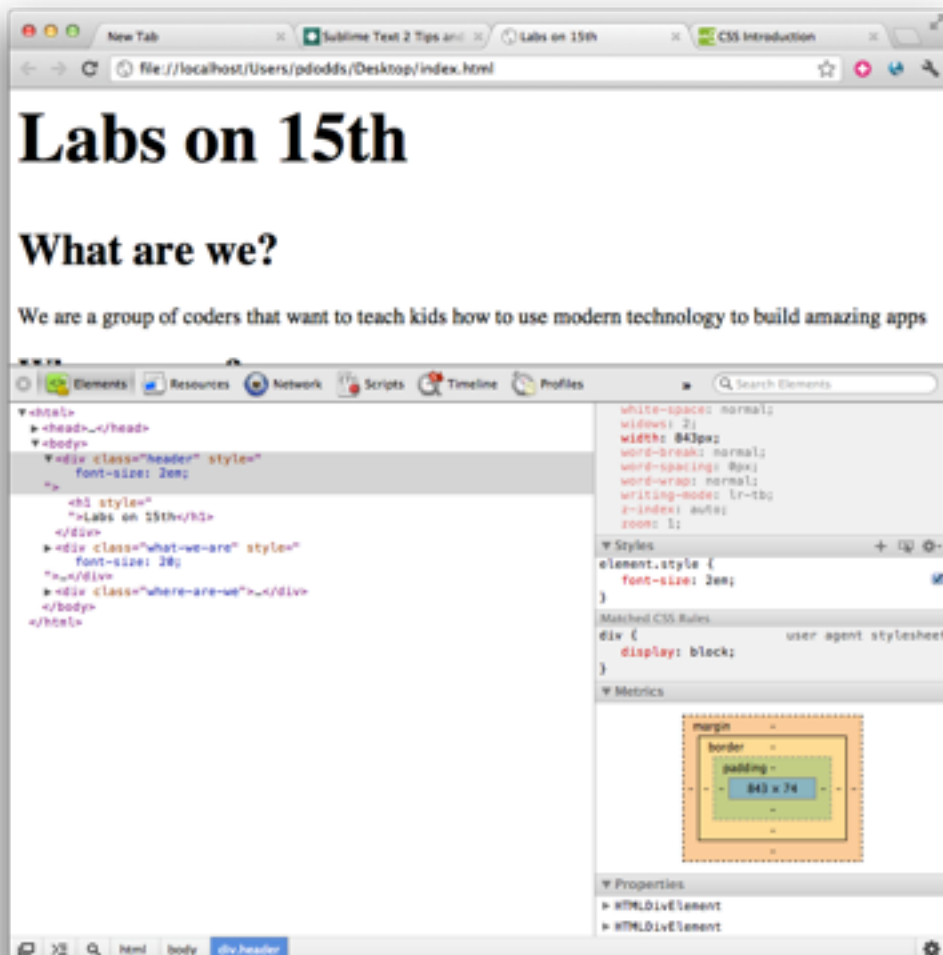 New Tab
Sublime Text 2 Tips and
Labs on 15th
CSS Introduction
file://localhost/Users/pdodds/Desktop/index.html
Labs on 15th
What are we?
We are a group of coders that want to teach kids how to use modern technology to build amazing apps
Elements
Resources
Network
Scripts
Timeline
Profiles
»
Search Elements
▼<html>
▶<head>…</head>
▼<body>
▼<div class="header" style="
font-size: 2em;
">
<h1 style="
">Labs on 15th</h1>
</div>
▶<div class="what-we-are" style="
font-size: 20;
">…</div>
▶<div class="where-are-we">…</div>
</body>
</html>
white-space: normal;
widows: 2;
width: 843px;
word-break: normal;
word-spacing: 0px;
word-wrap: normal;
writing-mode: lr-tb;
z-index: auto;
zoom: 1;
▼ Styles
element.style {
font-size: 2em;
}
Matched CSS Rules
div {
user agent stylesheet
display: block;
}
▼ Metrics
margin -
border -
padding -
- - - 843 x 74 - - -
-
-
-
▼ Properties
▶ HTMLDivElement
▶ HTMLDivElement
html
body
div.header